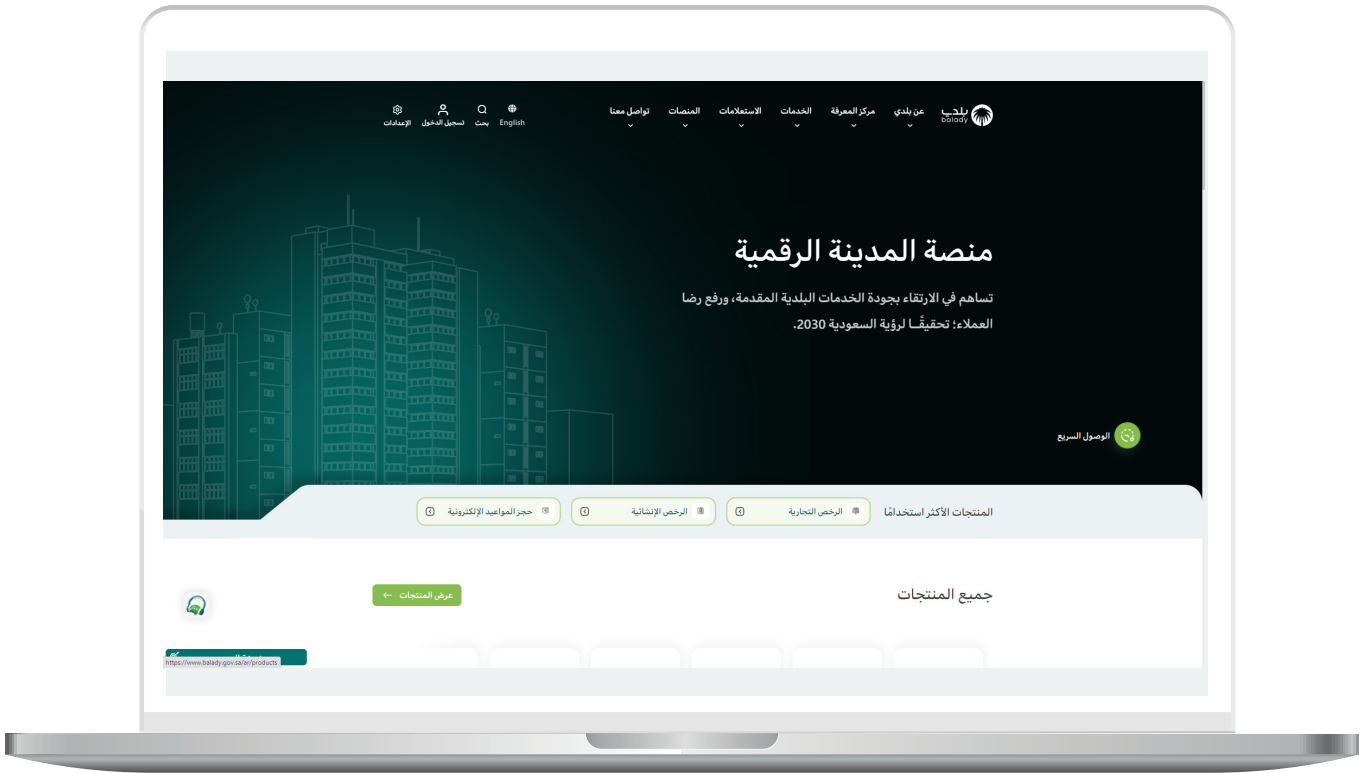 بلدي
balady
عن بلدي
مركز المعرفة
الخدمات
الاستعلامات
المنصات
تواصل معنا
English
بحث
تسجيل الدخول
الإعدادات
منصة المدينة الرقمية
تساهم في الارتقاء بجودة الخدمات البلدية المقدمة، ورفع رضا
العملاء؛ تحقيقًـا لرؤية السعودية 2030.
الوصول السريع
المنتجات الأكثر استخدامًا
الرخص التجارية
الرخص الإنشائية
حجز المواعيد الإلكترونية
جميع المنتجات
عرض المنتجات
https://www.balady.gov.sa/ar/products